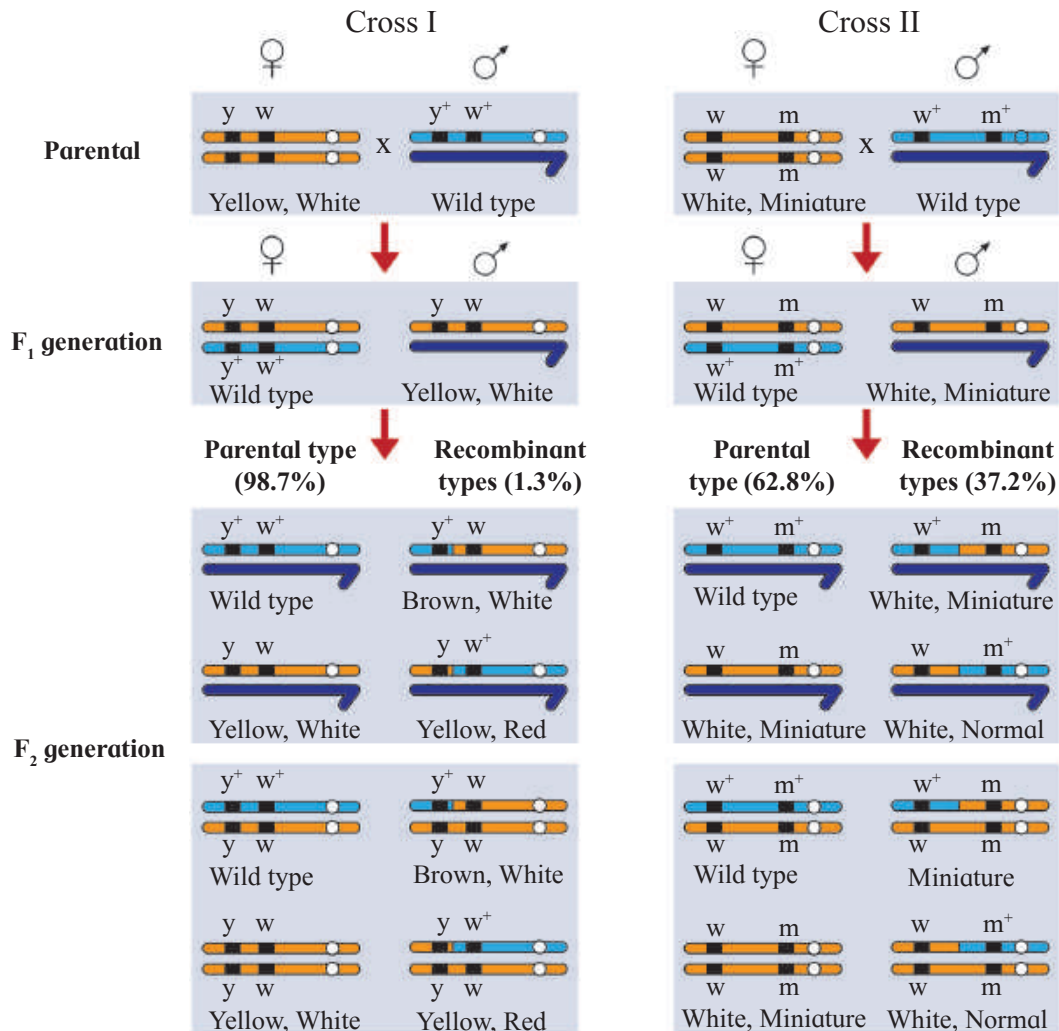 Cross I
Cross II
♀ ♂
♀ ♂
Parental
y w
y⁺ w⁺
x
Yellow, White
Wild type
w m
w⁺ m⁺
x
w m
White, Miniature
Wild type
♀ ♂
♀ ♂
F₁ generation
y w
y w
y⁺ w⁺
Wild type
Yellow, White
w m
w m
w⁺ m⁺
Wild type
White, Miniature
Parental type
(98.7%)
Recombinant
types (1.3%)
Parental
type (62.8%)
Recombinant
types (37.2%)
F₂ generation
y⁺ w⁺
y⁺ w
Wild type
Brown, White
y w
y w⁺
Yellow, White
Yellow, Red
y⁺ w⁺
y⁺ w
y w
y w
Wild type
Brown, White
y w
y w⁺
y w
y w
Yellow, White
Yellow, Red
w⁺ m⁺
w⁺ m
Wild type
White, Miniature
w m
w m⁺
White, Miniature
White, Normal
w⁺ m⁺
w⁺ m
w m
w m
Wild type
Miniature
w m
w m⁺
w m
w m
White, Miniature
White, Normal